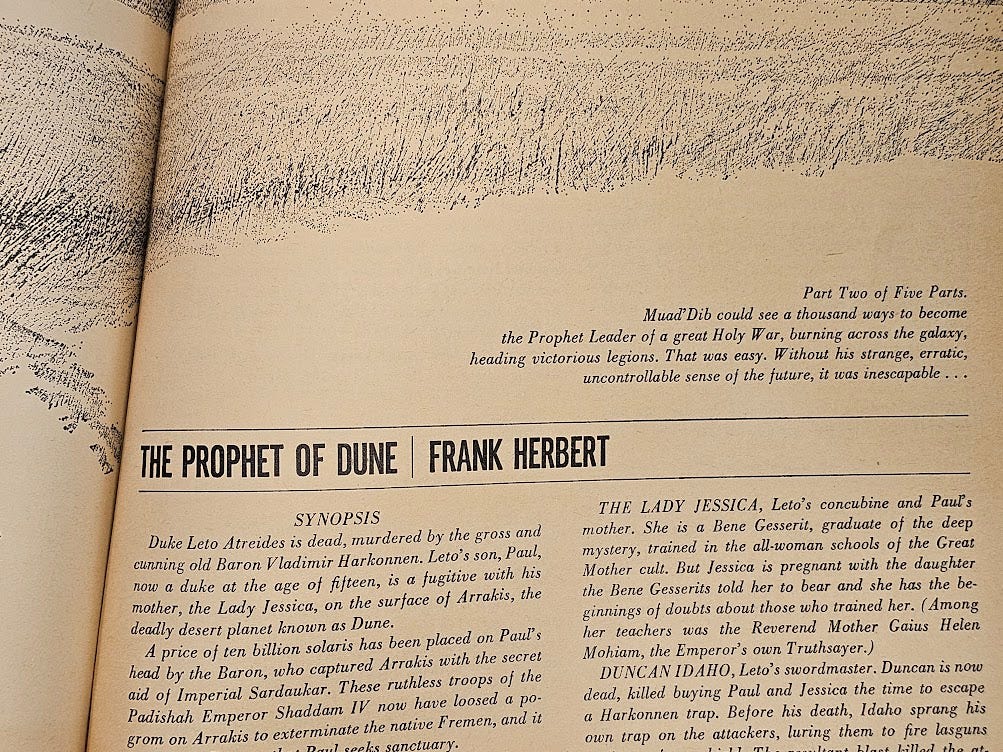 Part Two of Five Parts.
Muad'Dib could see a thousand ways to become
the Prophet Leader of a great Holy War, burning across the galaxy,
heading victorious legions. That was easy. Without his strange, erratic,
uncontrollable sense of the future, it was inescapable . . .
THE PROPHET OF DUNE | FRANK HERBERT
SYNOPSIS
Duke Leto Atreides is dead, murdered by the gross and
cunning old Baron Vladimir Harkonnen. Leto's son, Paul,
now a duke at the age of fifteen, is a fugitive with his
mother, the Lady Jessica, on the surface of Arrakis, the
deadly desert planet known as Dune.
A price of ten billion solaris has been placed on Paul's
head by the Baron, who captured Arrakis with the secret
aid of Imperial Sardaukar. These ruthless troops of the
Padishah Emperor Shaddam IV now have loosed a po-
grom on Arrakis to exterminate the native Fremen, and it
that Paul seeks sanctuary.
THE LADY JESSICA, Leto's concubine and Paul's
mother. She is a Bene Gesserit, graduate of the deep
mystery, trained in the all-woman schools of the Great
Mother cult. But Jessica is pregnant with the daughter
the Bene Gesserits told her to bear and she has the be-
ginnings of doubts about those who trained her. (Among
her teachers was the Reverend Mother Gaius Helen
Mohiam, the Emperor's own Truthsayer.)
DUNCAN IDAHO, Leto's swordmaster. Duncan is now
dead, killed buying Paul and Jessica the time to escape
a Harkonnen trap. Before his death, Idaho sprang his
own trap on the attackers, luring them to fire lasguns
The resultant blast killed the at-